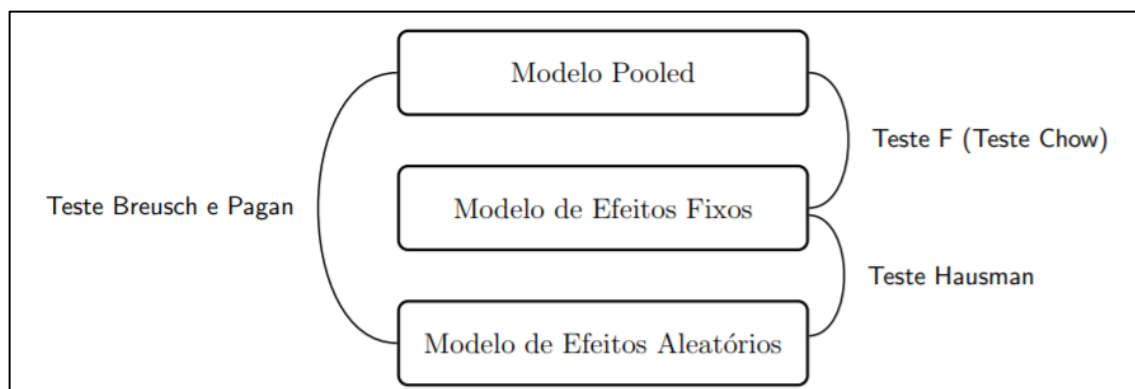 Modelo Pooled
Teste F (Teste Chow)
Teste Breusch e Pagan
Modelo de Efeitos Fixos
Teste Hausman
Modelo de Efeitos Aleatórios